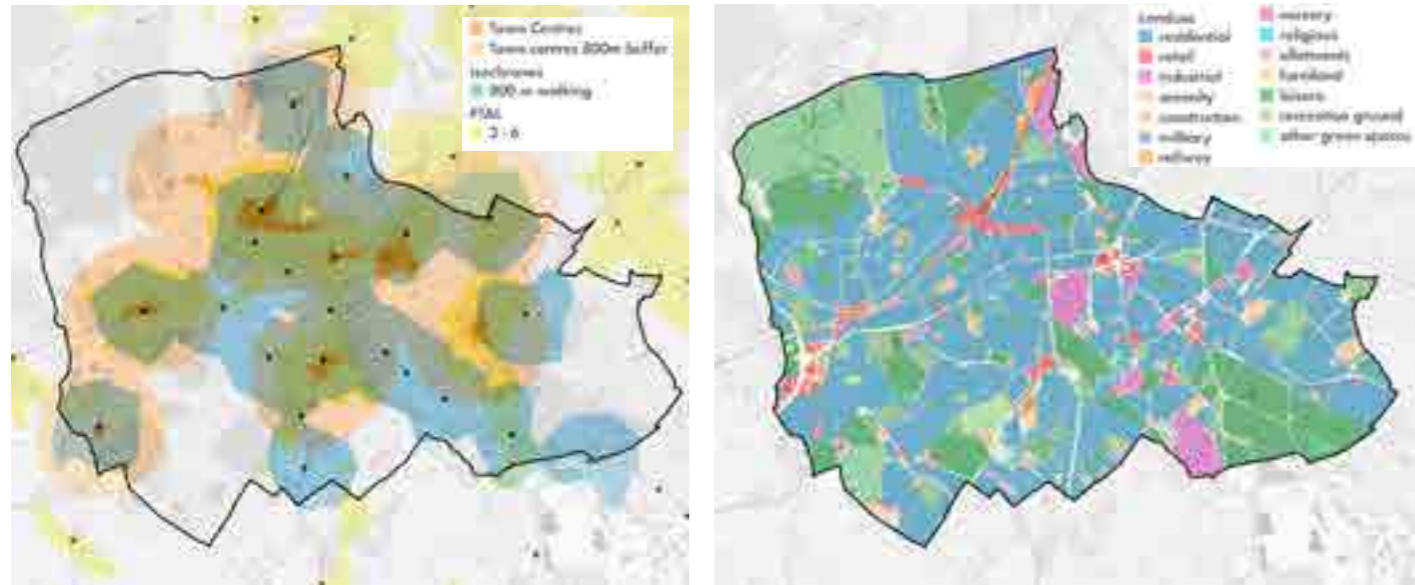 Town Centres
Town centres 800m buffer
Isochrones
800 m walking
PTAL
3 - 6
Landuse
residential
retail
industrial
amenity
construction
military
railway
nursery
religious
allotments
farmland
leisure
recreation ground
other green spaces